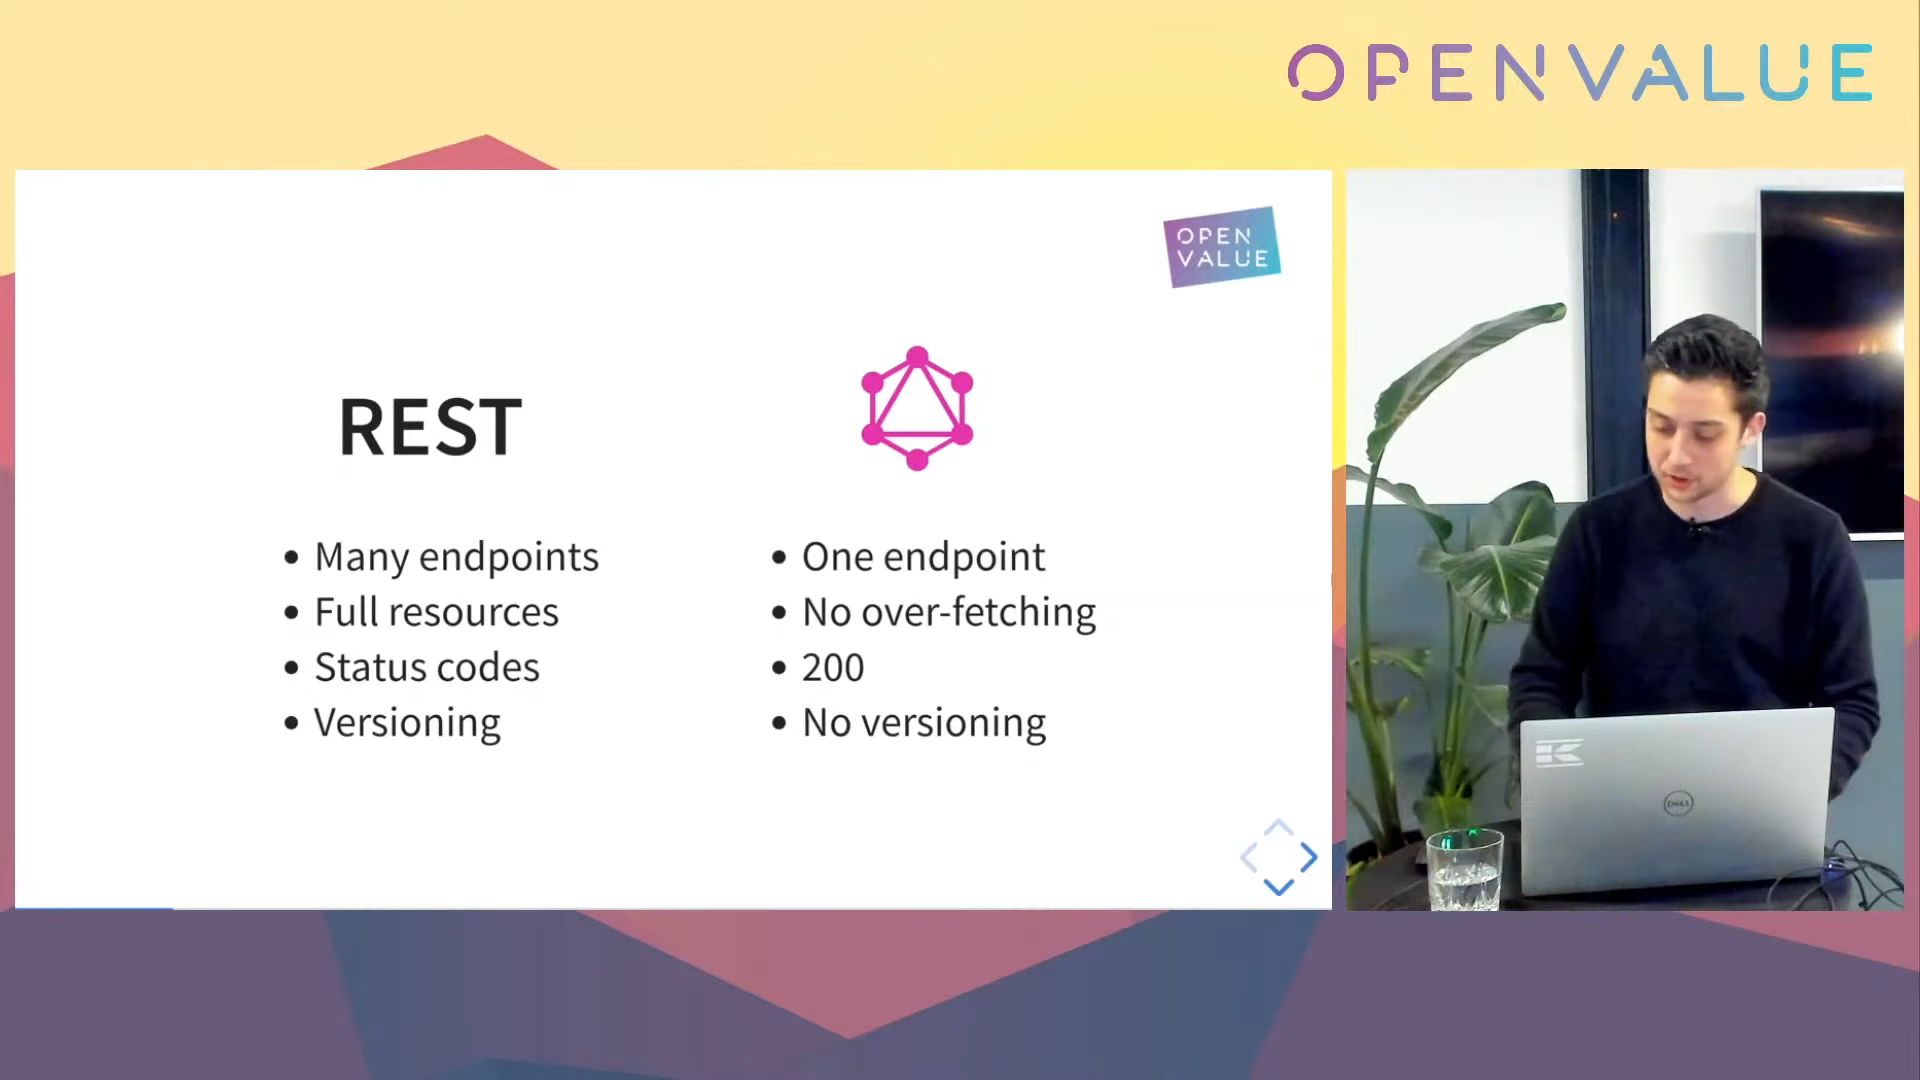 OPENVALUE
OPEN
VALUE
REST
• Many endpoints
• Full resources
• Status codes
• Versioning
• One endpoint
• No over-fetching
• 200
• No versioning
DELL